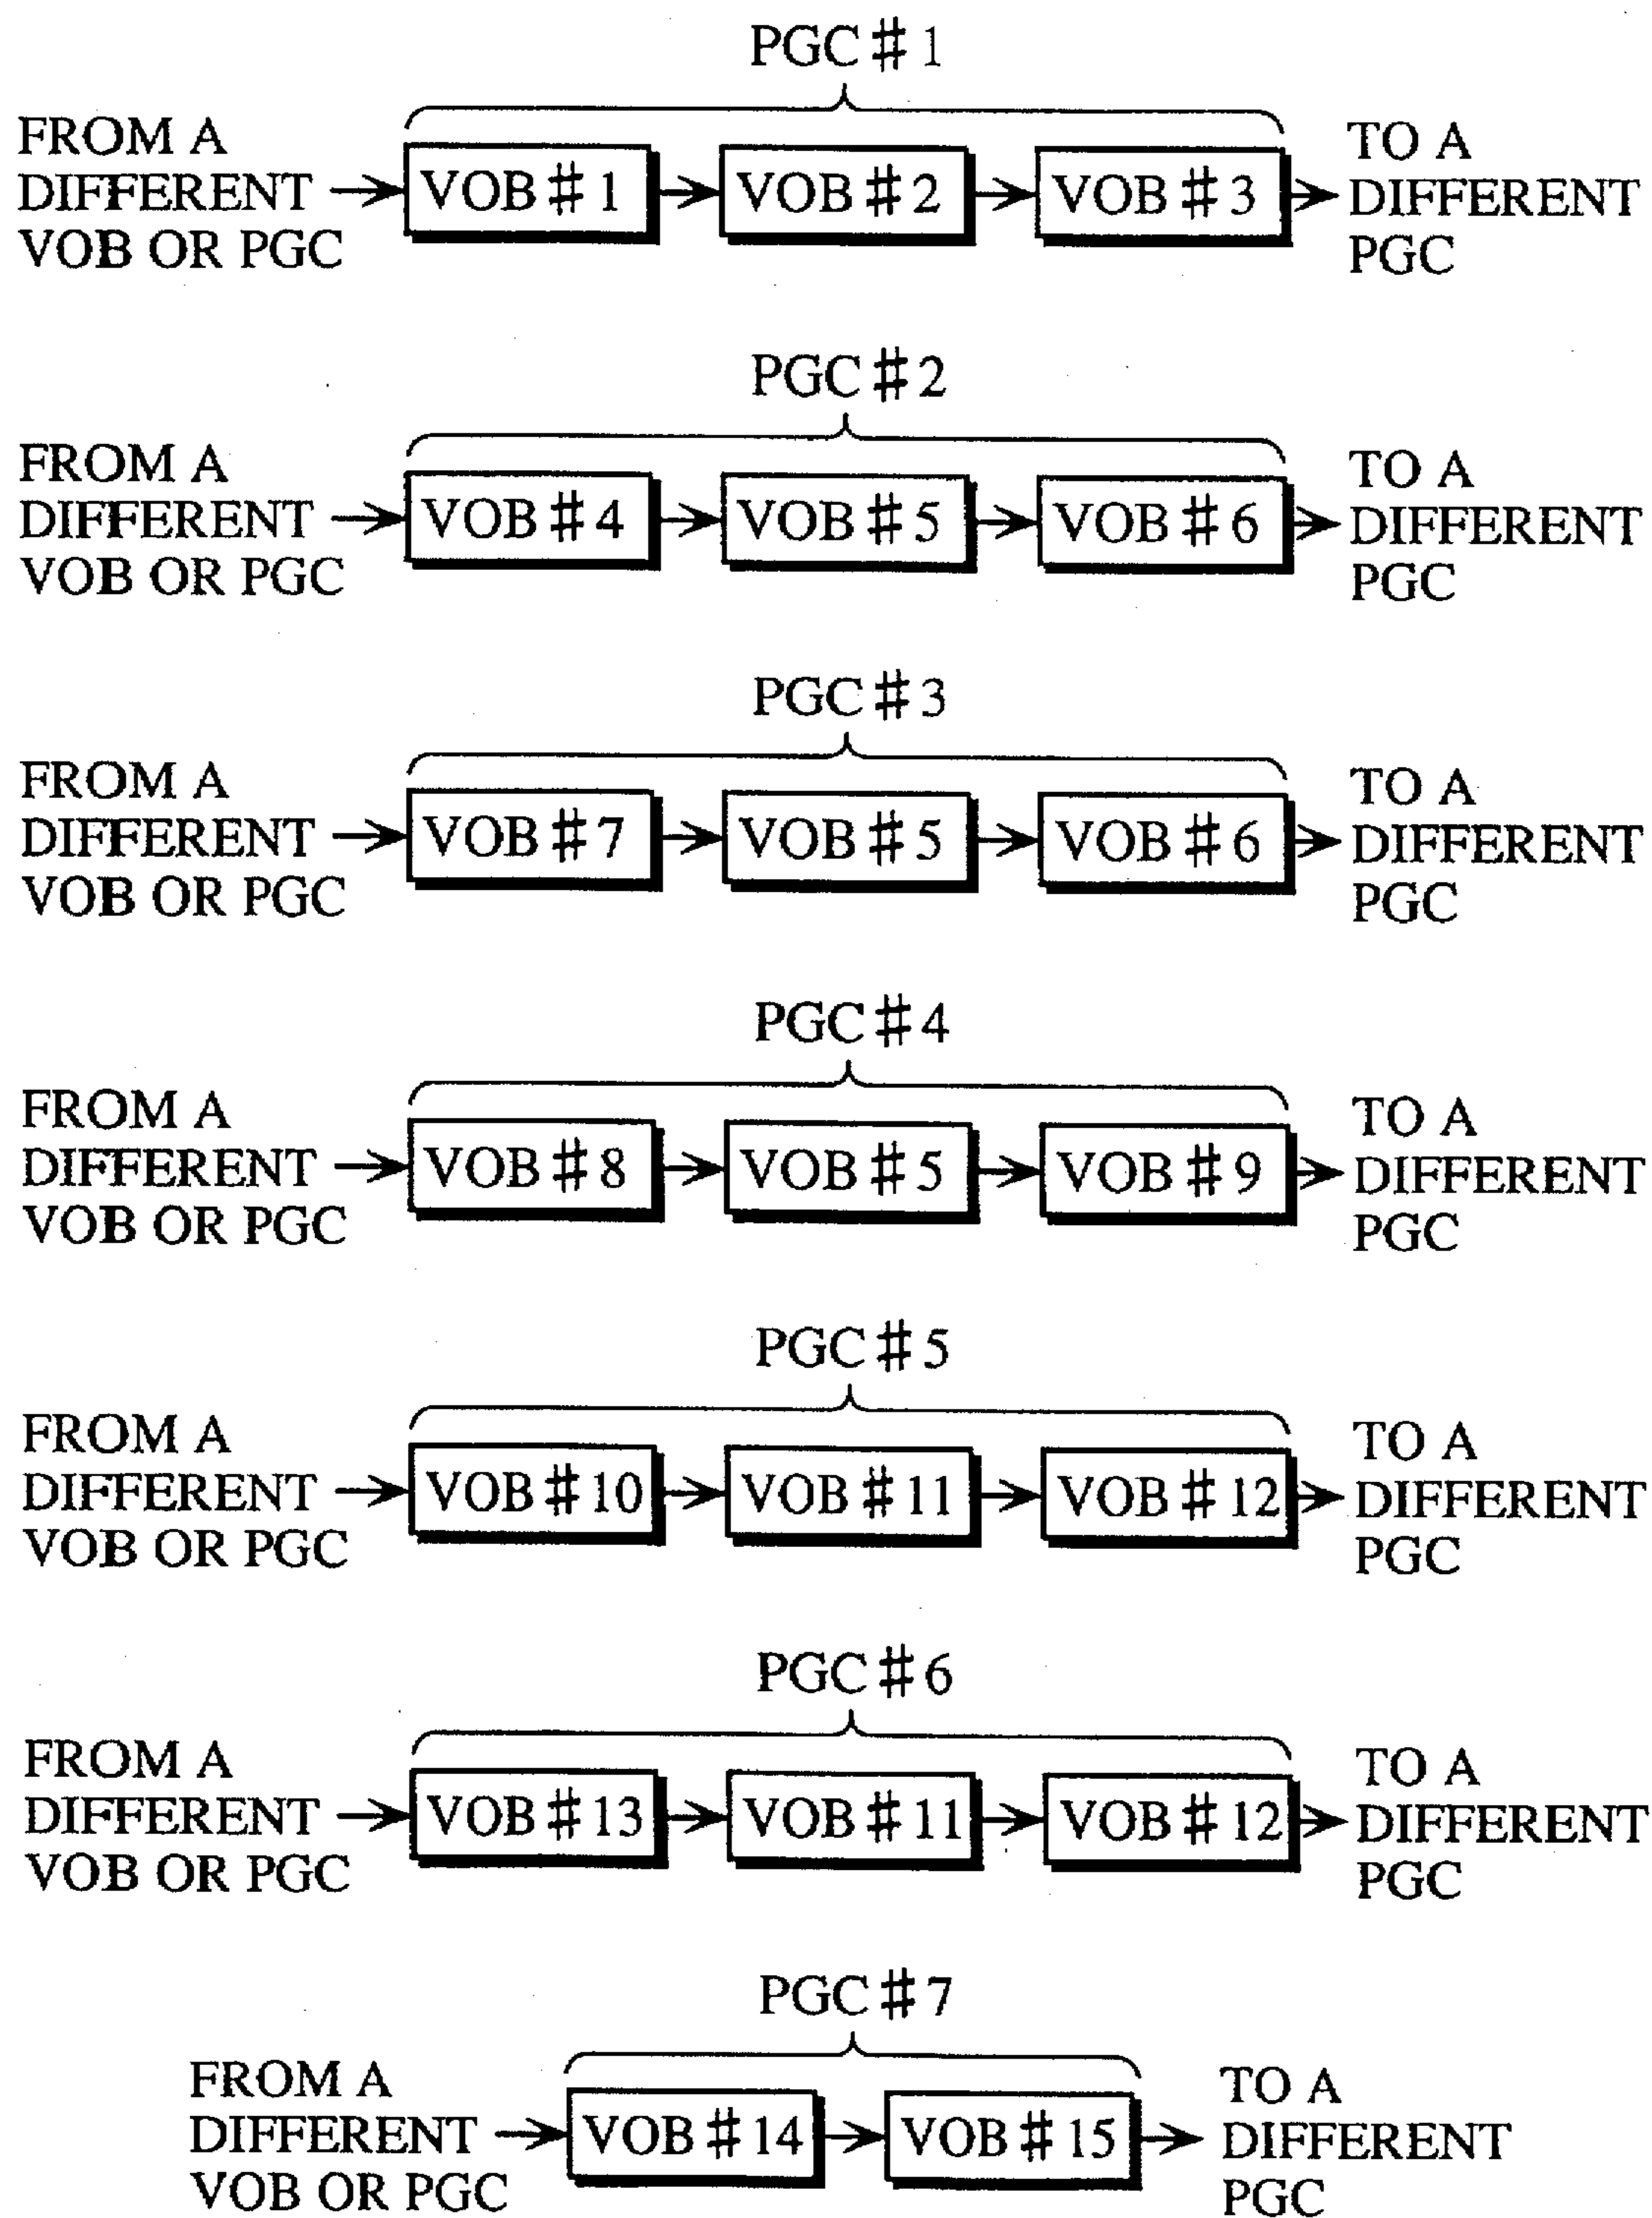 PGC # 1
FROM A
DIFFERENT
VOB OR PGC
VOB # 1
VOB # 2
VOB # 3
TO A
DIFFERENT
PGC
PGC # 2
FROM A
DIFFERENT
VOB OR PGC
VOB # 4
VOB # 5
VOB # 6
TO A
DIFFERENT
PGC
PGC # 3
FROM A
DIFFERENT
VOB OR PGC
VOB # 7
VOB # 5
VOB # 6
TO A
DIFFERENT
PGC
PGC # 4
FROM A
DIFFERENT
VOB OR PGC
VOB # 8
VOB # 5
VOB # 9
TO A
DIFFERENT
PGC
PGC # 5
FROM A
DIFFERENT
VOB OR PGC
VOB # 10
VOB # 11
VOB # 12
TO A
DIFFERENT
PGC
PGC # 6
FROM A
DIFFERENT
VOB OR PGC
VOB # 13
VOB # 11
VOB # 12
TO A
DIFFERENT
PGC
PGC # 7
FROM A
DIFFERENT
VOB OR PGC
VOB # 14
VOB # 15
TO A
DIFFERENT
PGC